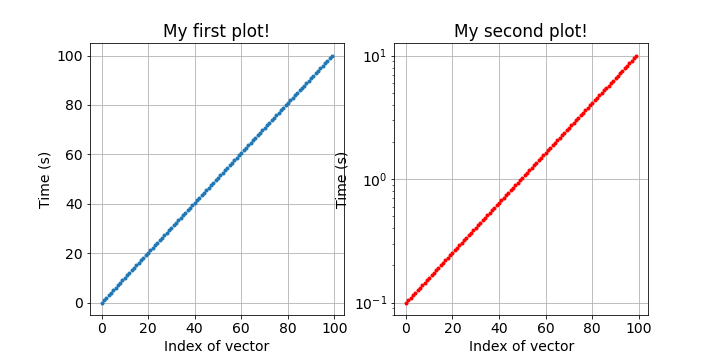 My first plot!
100
80
60
40
20
0
Time (s)
0 20 40 60 80 100
Index of vector
My second plot!
10¹
10⁰
10⁻¹
Time (s)
0 20 40 60 80 100
Index of vector